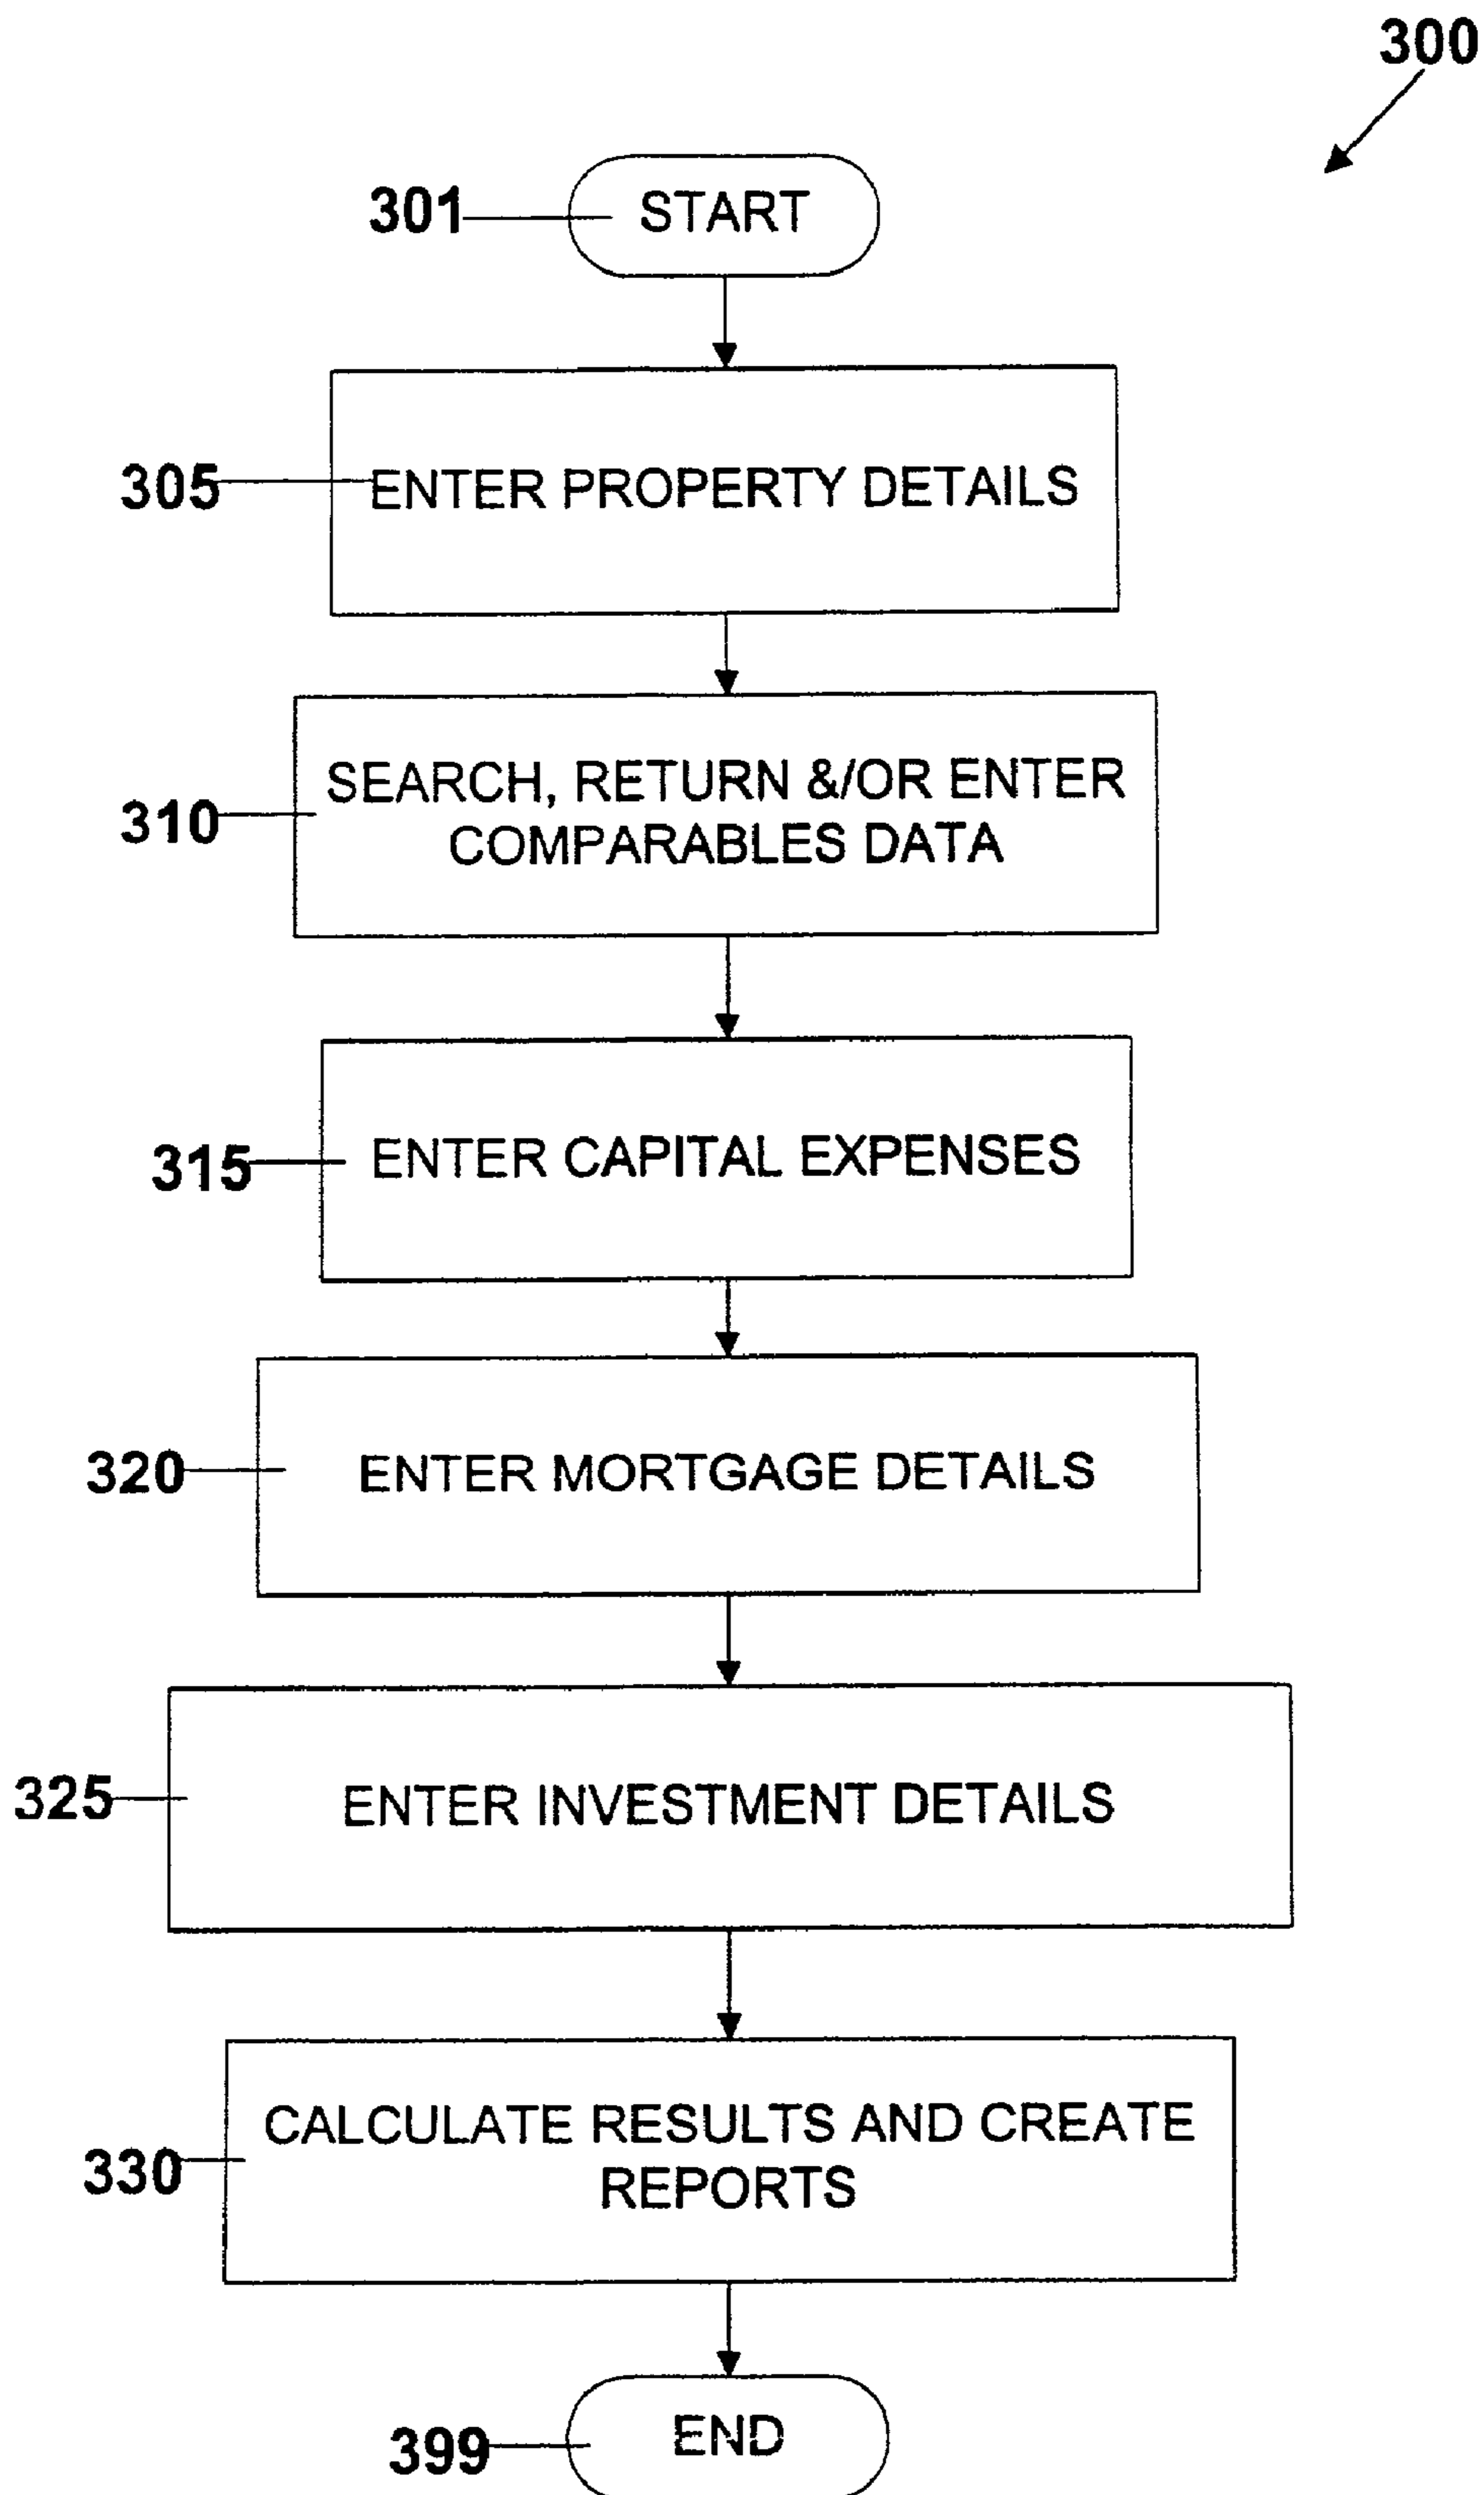 300
301 START
305 ENTER PROPERTY DETAILS
SEARCH, RETURN &/OR ENTER
310 COMPARABLES DATA
315 ENTER CAPITAL EXPENSES
320 ENTER MORTGAGE DETAILS
325 ENTER INVESTMENT DETAILS
CALCULATE RESULTS AND CREATE
330 REPORTS
399 END